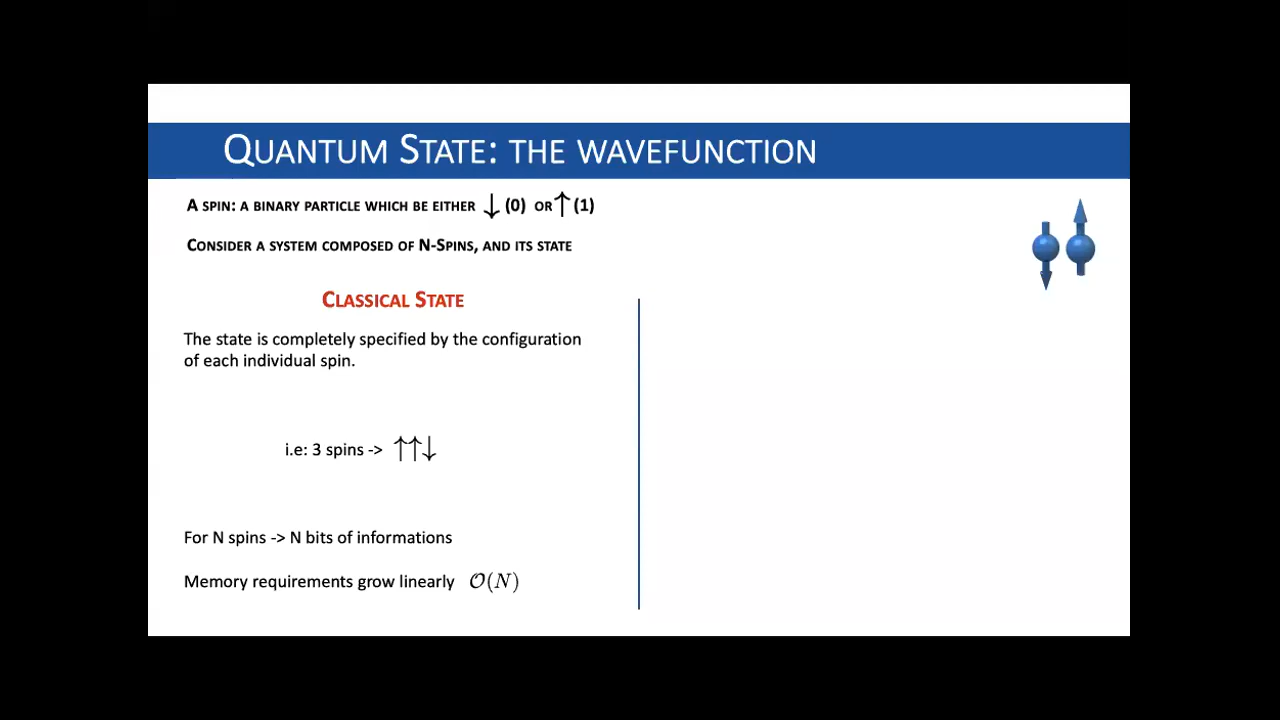 QUANTUM STATE: THE WAVEFUNCTION
A SPIN: A BINARY PARTICLE WHICH BE EITHER ↓ (0) OR ↑ (1)
CONSIDER A SYSTEM COMPOSED OF N-SPINS, AND ITS STATE
CLASSICAL STATE
The state is completely specified by the configuration
of each individual spin.
i.e: 3 spins -> ↑↑↓
For N spins -> N bits of informations
Memory requirements grow linearly 𝒪(N)